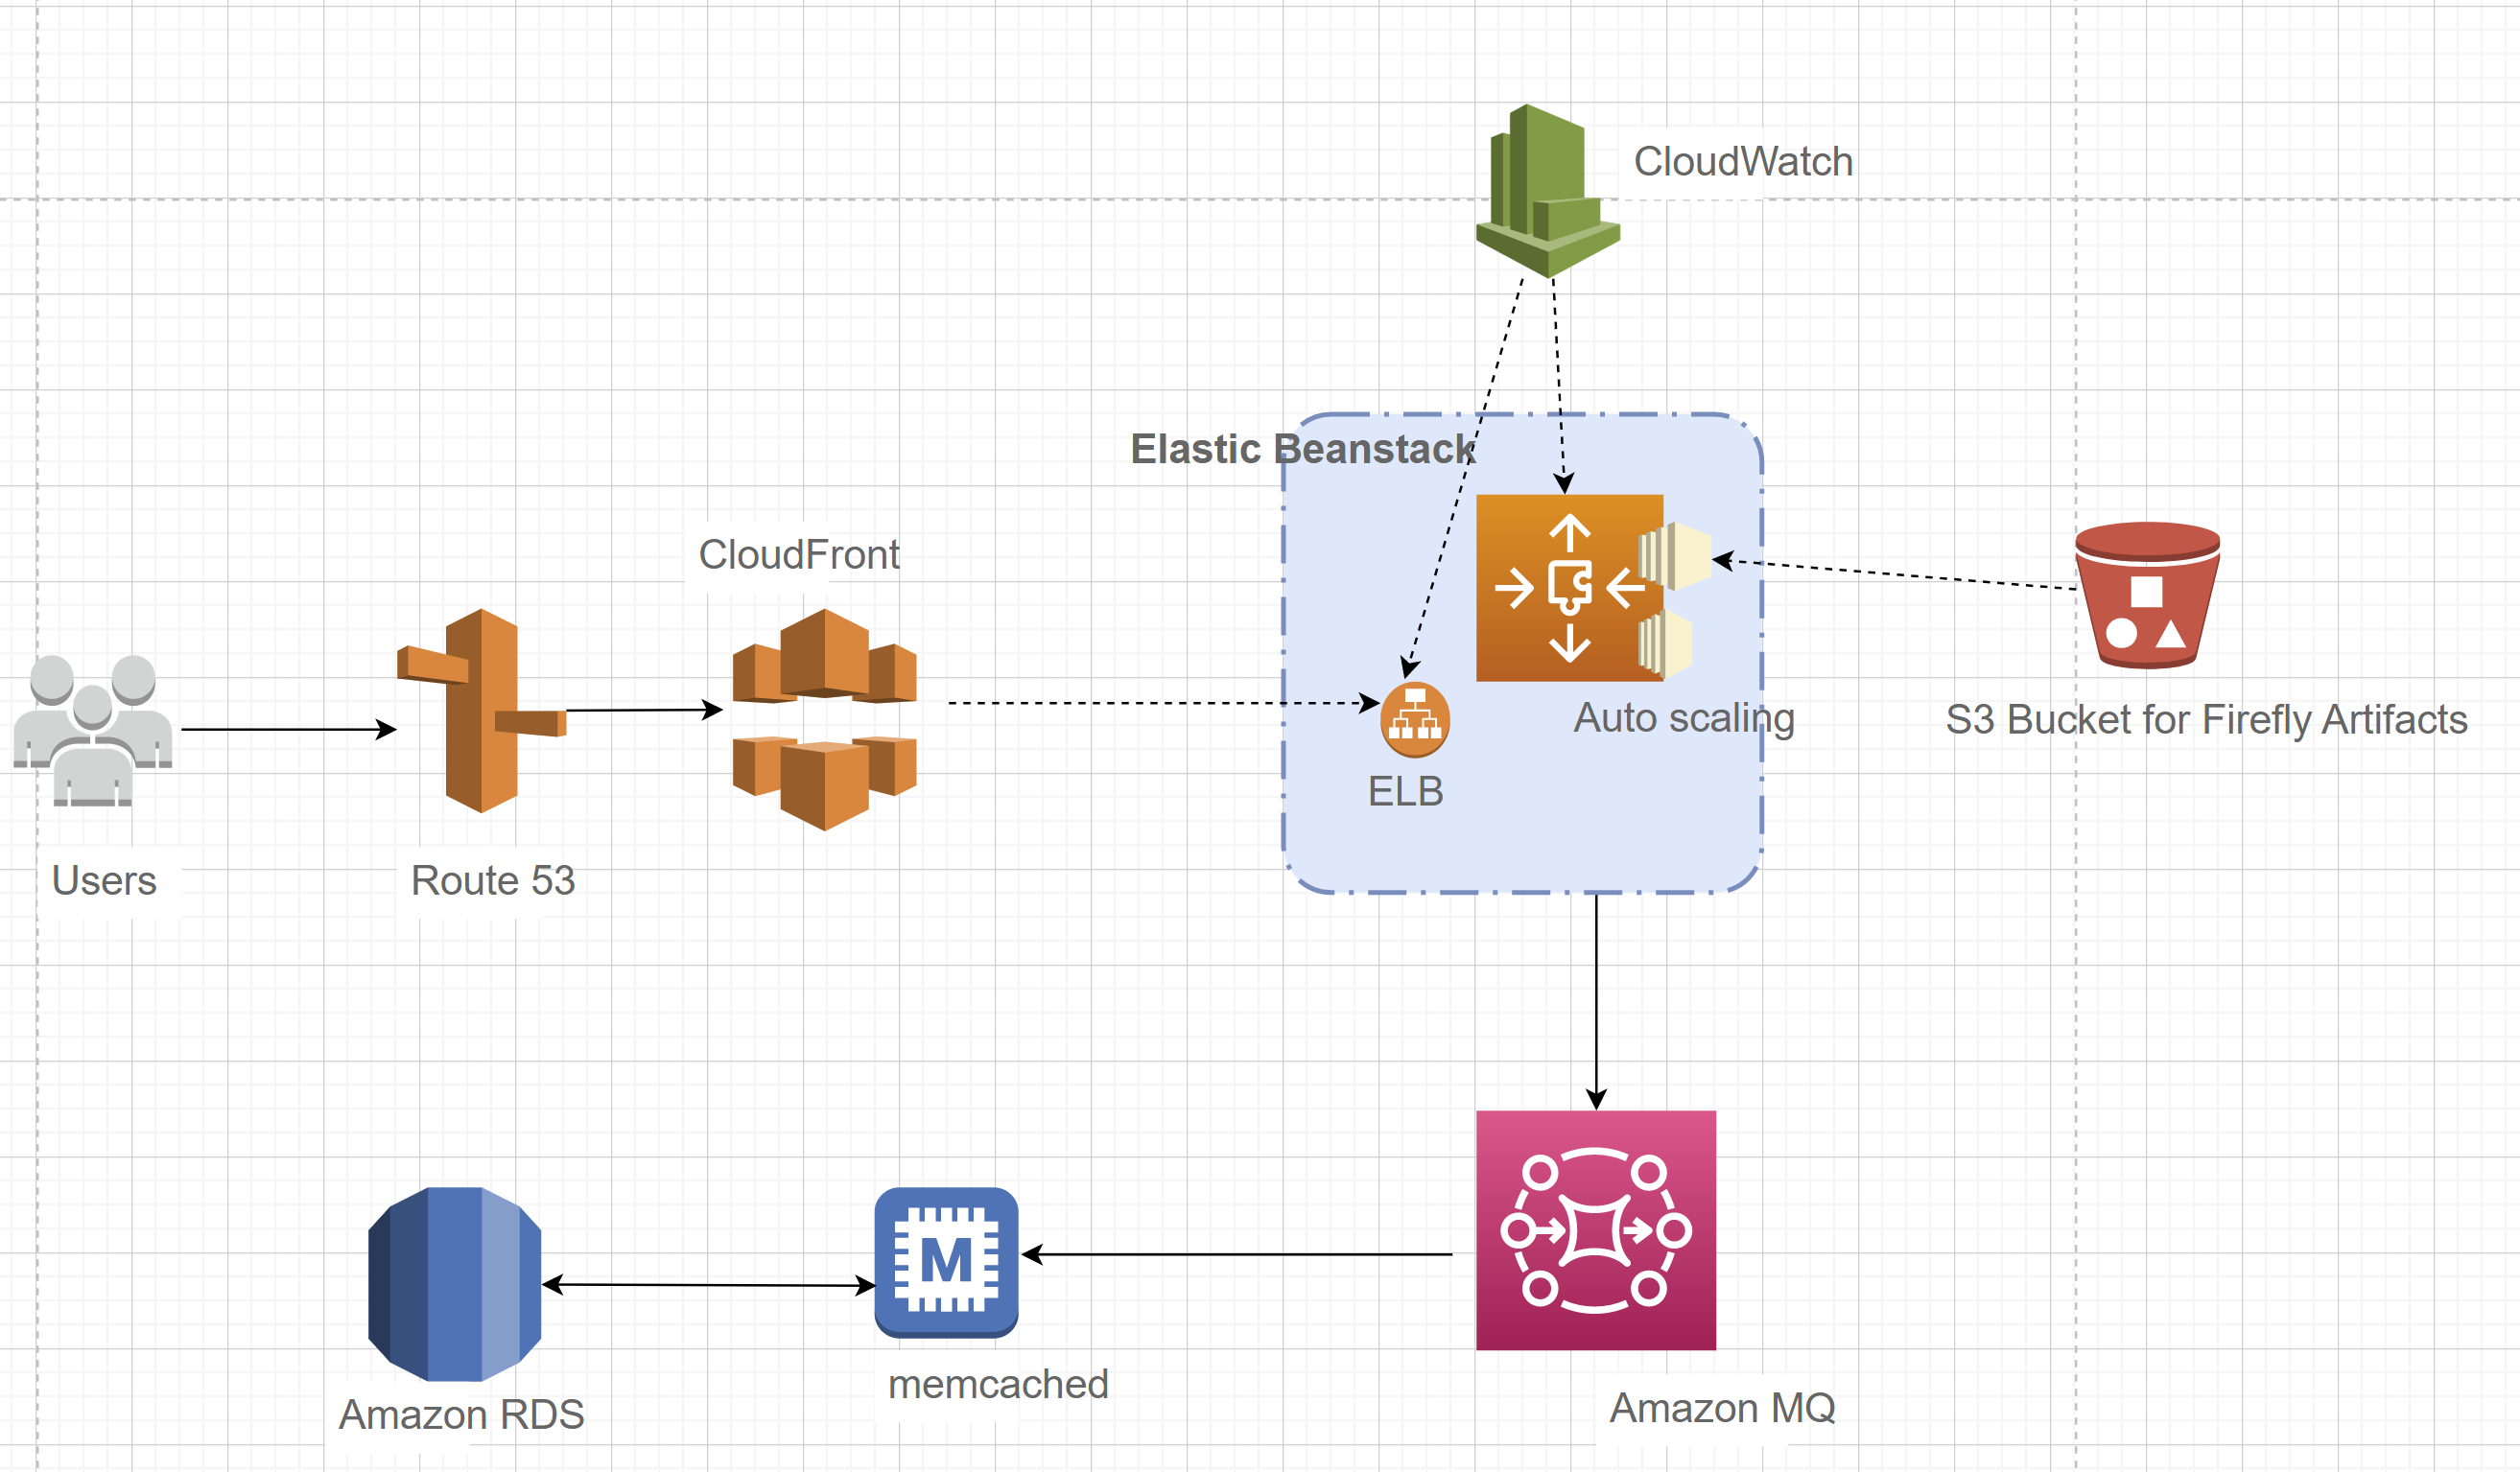 CloudWatch
Elastic Beanstack
CloudFront
Auto scaling
S3 Bucket for Firefly Artifacts
ELB
Users
Route 53
M
memcached
Amazon RDS
Amazon MQ